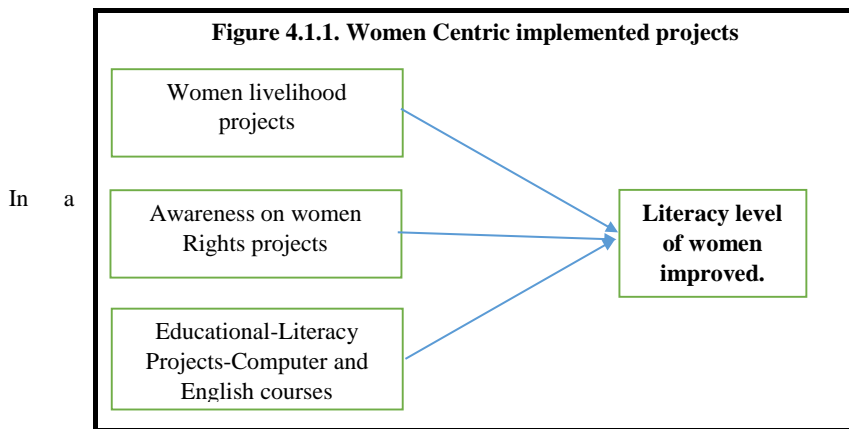 Figure 4.1.1. Women Centric implemented projects
Women livelihood
projects
In a
Awareness on women
Rights projects
Literacy level
of women
improved.
Educational-Literacy
Projects-Computer and
English courses